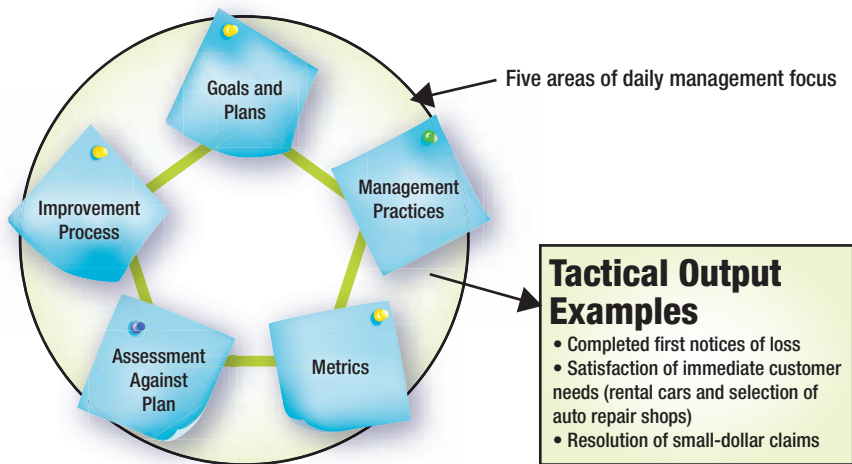 Goals and
Plans
Five areas of daily management focus
Management
Practices
Improvement
Process
Assessment
Against
Plan
Metrics
Tactical Output
Examples
• Completed first notices of loss
• Satisfaction of immediate customer
needs (rental cars and selection of
auto repair shops)
• Resolution of small-dollar claims